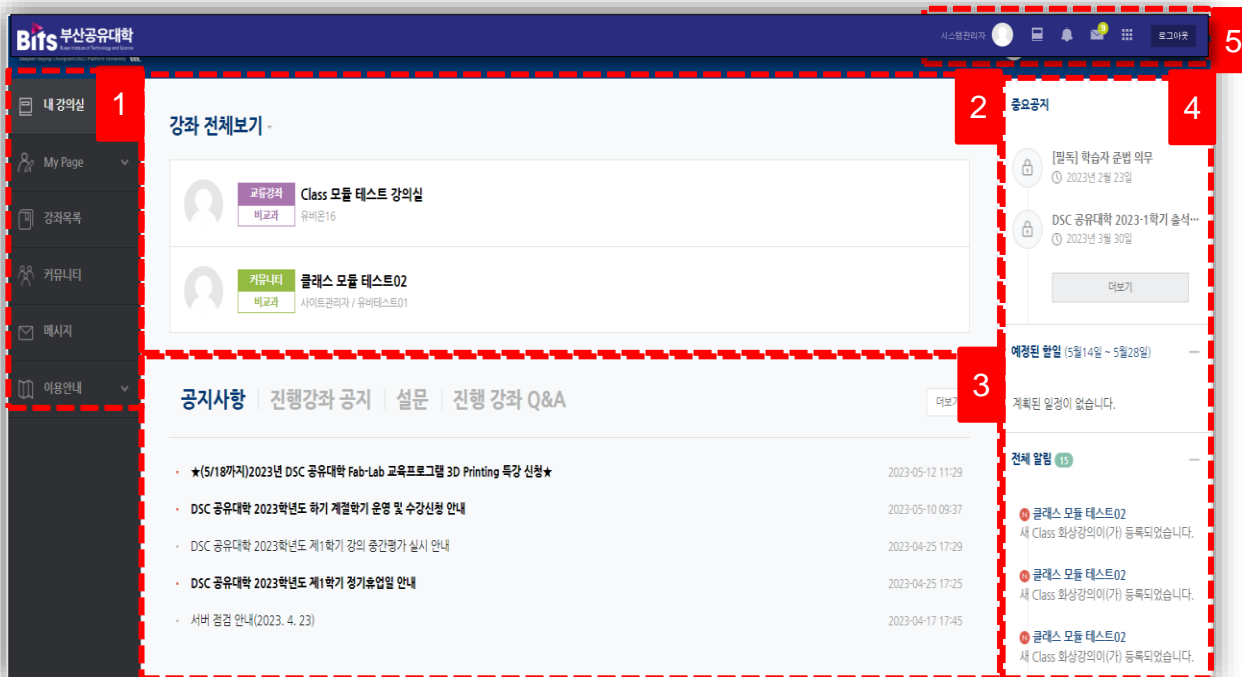 Bits 부산공유대학
Busan Institute of Technology and Science
시스템관리자
9
로그아웃
5
Daejeon Sejong Chungnam(DSC) Platform University
내 강의실
1
My Page
강좌목록
커뮤니티
메시지
이용안내
강좌 전체보기
2
교류강좌
Class 모듈 테스트 강의실
비교과
유비온16
커뮤니티
클래스 모듈 테스트02
비교과
사이트관리자 / 유비테스트01
공지사항 | 진행강좌 공지 | 설문 | 진행 강좌 Q&A
더보기
3
★(5/18까지)2023년 DSC 공유대학 Fab-Lab 교육프로그램 3D Printing 특강 신청★
2023-05-12 11:29
DSC 공유대학 2023학년도 하기 계절학기 운영 및 수강신청 안내
2023-05-10 09:37
DSC 공유대학 2023학년도 제1학기 강의 중간평가 실시 안내
2023-04-25 17:29
DSC 공유대학 2023학년도 제1학기 정기휴업일 안내
2023-04-25 17:25
서버 점검 안내(2023. 4. 23)
2023-04-17 17:45
중요공지
4
[필독] 학습자 준법 의무
2023년 2월 23일
DSC 공유대학 2023-1학기 출석···
2023년 3월 30일
더보기
예정된 할일 (5월14일 ~ 5월28일)
계획된 일정이 없습니다.
전체 알림 15
N 클래스 모듈 테스트02
새 Class 화상강의이(가) 등록되었습니다.
N 클래스 모듈 테스트02
새 Class 화상강의이(가) 등록되었습니다.
N 클래스 모듈 테스트02
새 Class 화상강의이(가) 등록되었습니다.